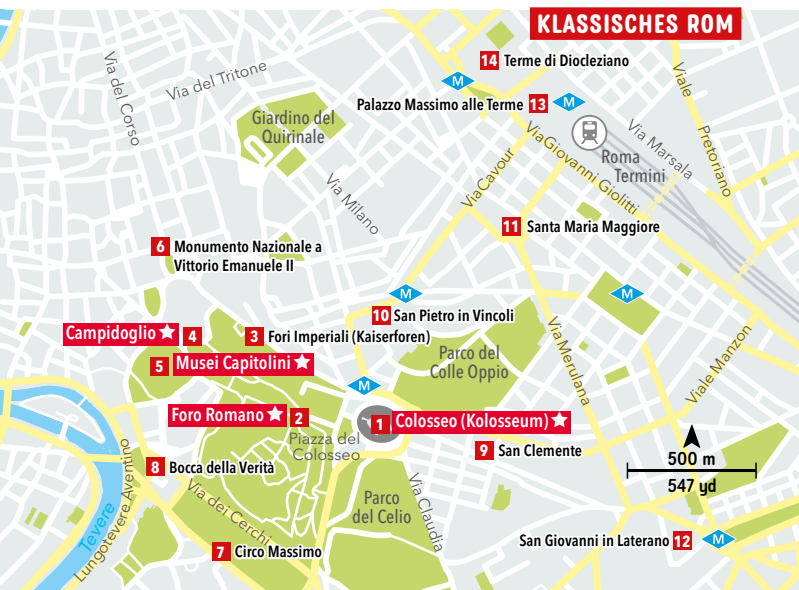 KLASSISCHES ROM
14 Terme di Diocleziano
M
Palazzo Massimo alle Terme 13
M
Via del Corso
Via del Tritone
Giardino del
Quirinale
Via Milano
Via Cavour
Via Giovanni Giolitti
Via Marsala
Viale
Pretoriano
Roma
Termini
11 Santa Maria Maggiore
6 Monumento Nazionale a
Vittorio Emanuele II
M
M
10 San Pietro in Vincoli
Campidoglio 4
3 Fori Imperiali (Kaiserforen)
5 Musei Capitolini
Parco del
Colle Oppio
Via Merulana
Viale Manzon
M
Foro Romano 2
1 Colosseo (Kolosseum)
Piazza del
Colosseo
9 San Clemente
500 m
547 yd
8 Bocca della Verità
Via dei Cerchi
Parco
del Celio
Via Claudia
Tevere
Lungotevere Aventino
7 Circo Massimo
San Giovanni in Laterano 12
M